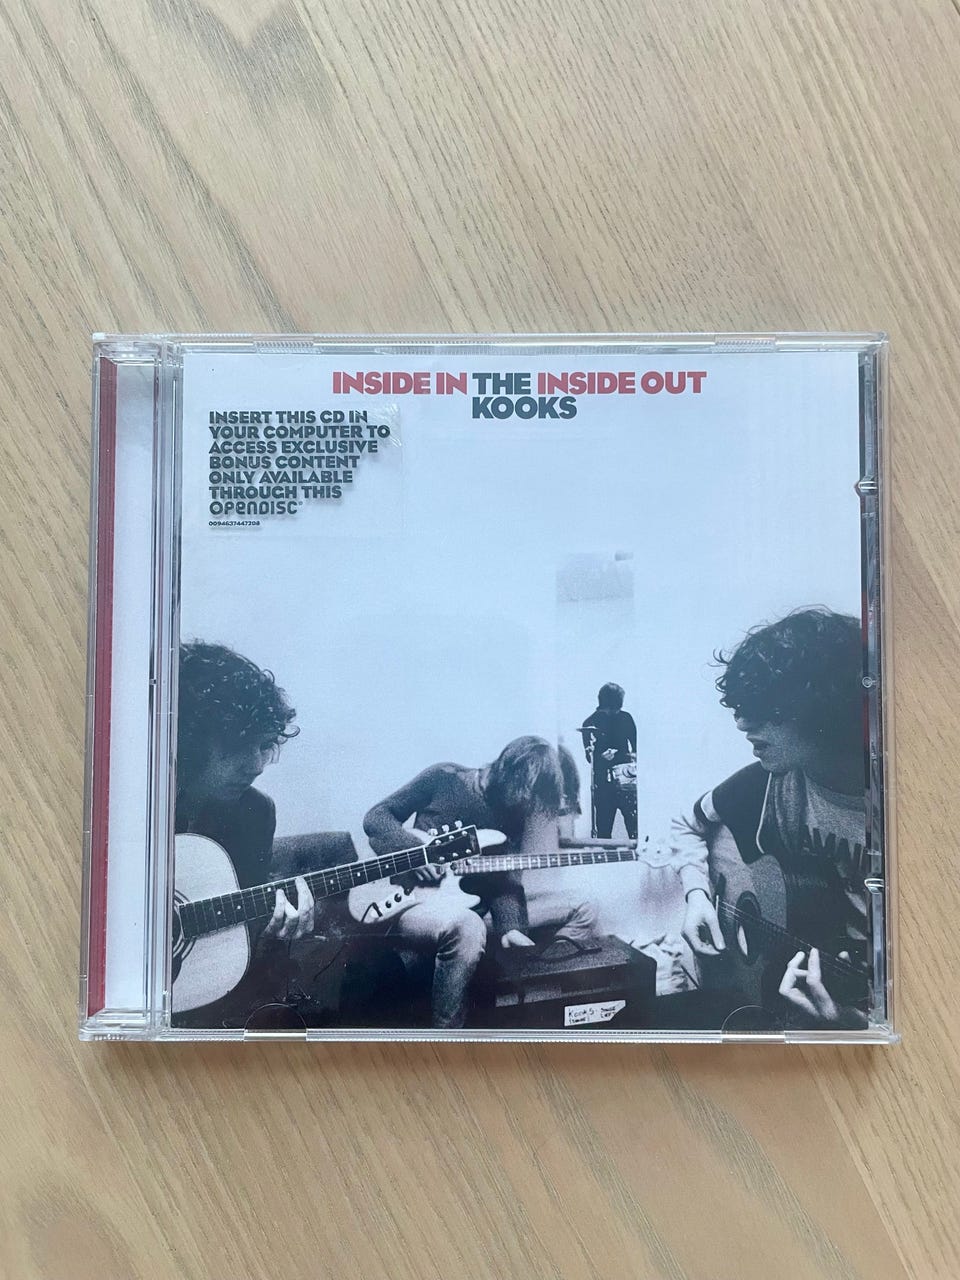 INSIDE IN THE INSIDE OUT
KOOKS
INSERT THIS CD IN
YOUR COMPUTER TO
ACCESS EXCLUSIVE
BONUS CONTENT
ONLY AVAILABLE
THROUGH THIS
OPENDISC®
0094637447208
Kooks